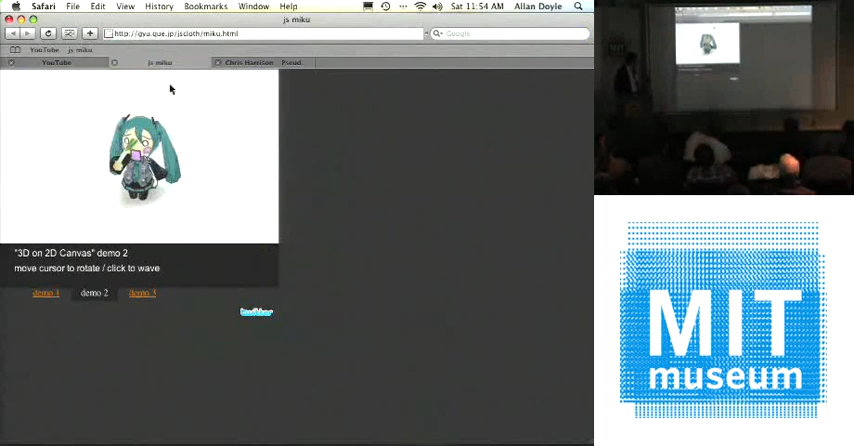 Safari File Edit View History Bookmarks Window Help Sat 11:54 AM Allan Doyle
js miku
http://gyu.que.jp/jscloth/miku.html
Google
YouTube js miku
YouTube js miku Chris Harrison Pseud.
"3D on 2D Canvas" demo 2
move cursor to rotate / click to wave
demo 1 demo 2 demo 3
twitter
MIT
museum